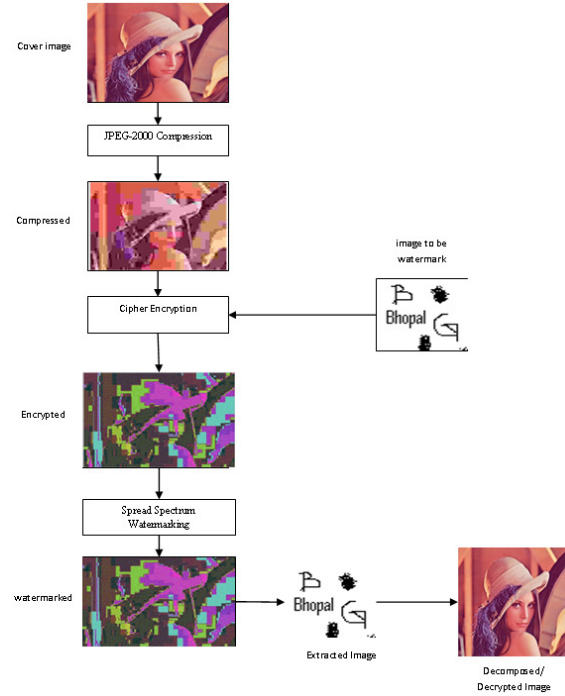 Cover image
JPEG-2000 Compression
Compressed
image to be
watermark
B
Bhopal
G
Cipher Encryption
Encrypted
Spread Spectrum
Watermarking
watermarked
B
Bhopal
G
Extracted Image
Decomposed/
Decrypted Image